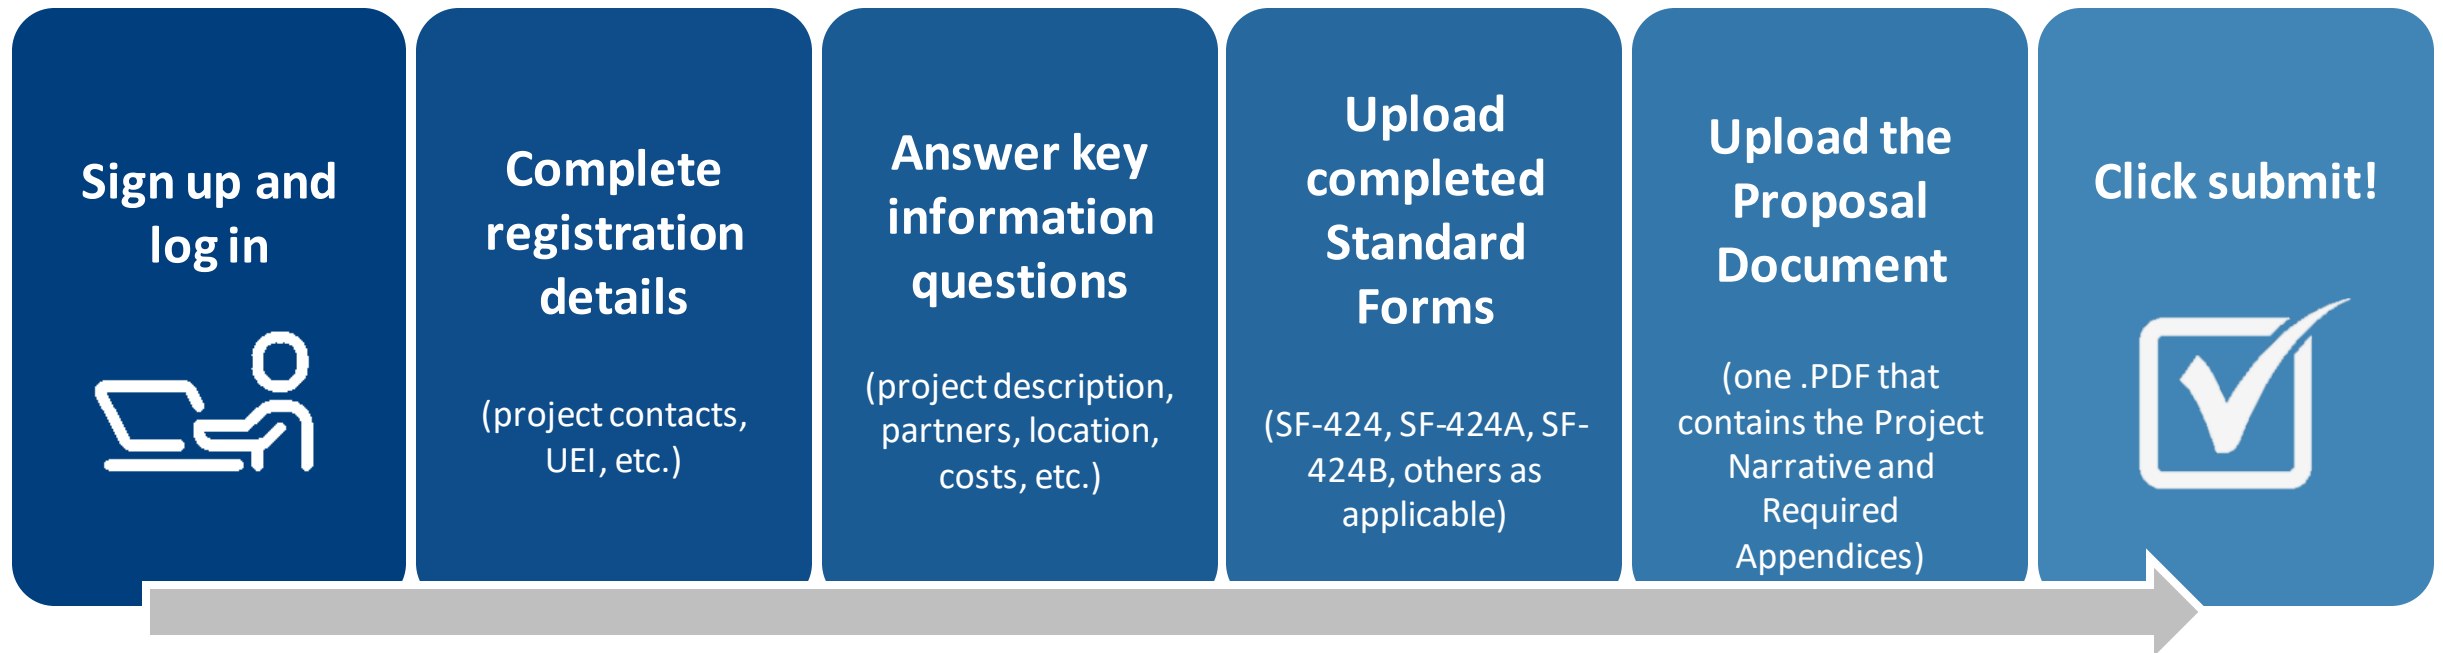 Sign up and
log in
Complete
registration
details
(project contacts,
UEI, etc.)
Answer key
information
questions
(project description,
partners, location,
costs, etc.)
Upload
completed
Standard
Forms
(SF-424, SF-424A, SF-
424B, others as
applicable)
Upload the
Proposal
Document
(one .PDF that
contains the Project
Narrative and
Required
Appendices)
Click submit!